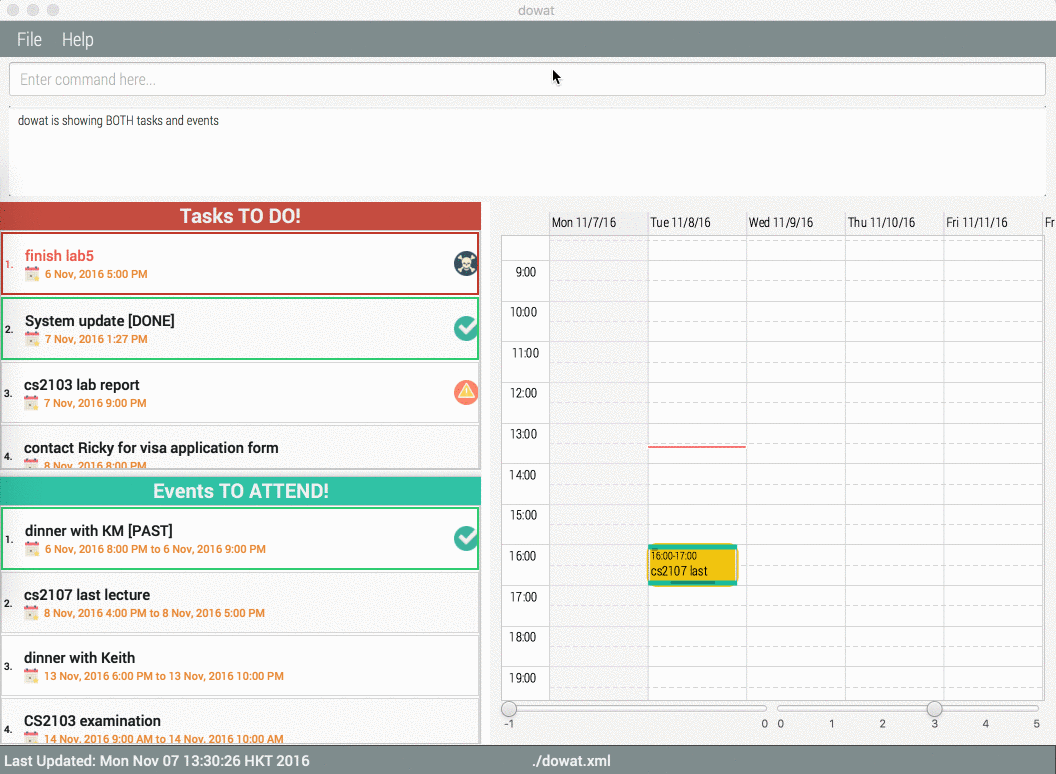 dowat
File Help
Enter command here...
dowat is showing BOTH tasks and events
Tasks TO DO!
1. finish lab5
6 Nov, 2016 5:00 PM
2. System update [DONE]
7 Nov, 2016 1:27 PM
3. cs2103 lab report
7 Nov, 2016 9:00 PM
4. contact Ricky for visa application form
8 Nov, 2016 8:00 PM
Events TO ATTEND!
1. dinner with KM [PAST]
6 Nov, 2016 8:00 PM to 6 Nov, 2016 9:00 PM
2. cs2107 last lecture
8 Nov, 2016 4:00 PM to 8 Nov, 2016 5:00 PM
3. dinner with Keith
13 Nov, 2016 6:00 PM to 13 Nov, 2016 10:00 PM
4. CS2103 examination
14 Nov, 2016 9:00 AM to 14 Nov, 2016 10:00 AM
Mon 11/7/16 Tue 11/8/16 Wed 11/9/16 Thu 11/10/16 Fri 11/11/16 Fr
9:00
10:00
11:00
12:00
13:00
14:00
15:00
16:00
16:00-17:00
cs2107 last
17:00
18:00
19:00
-1 0 0 1 2 3 4 5
Last Updated: Mon Nov 07 13:30:26 HKT 2016 ./dowat.xml